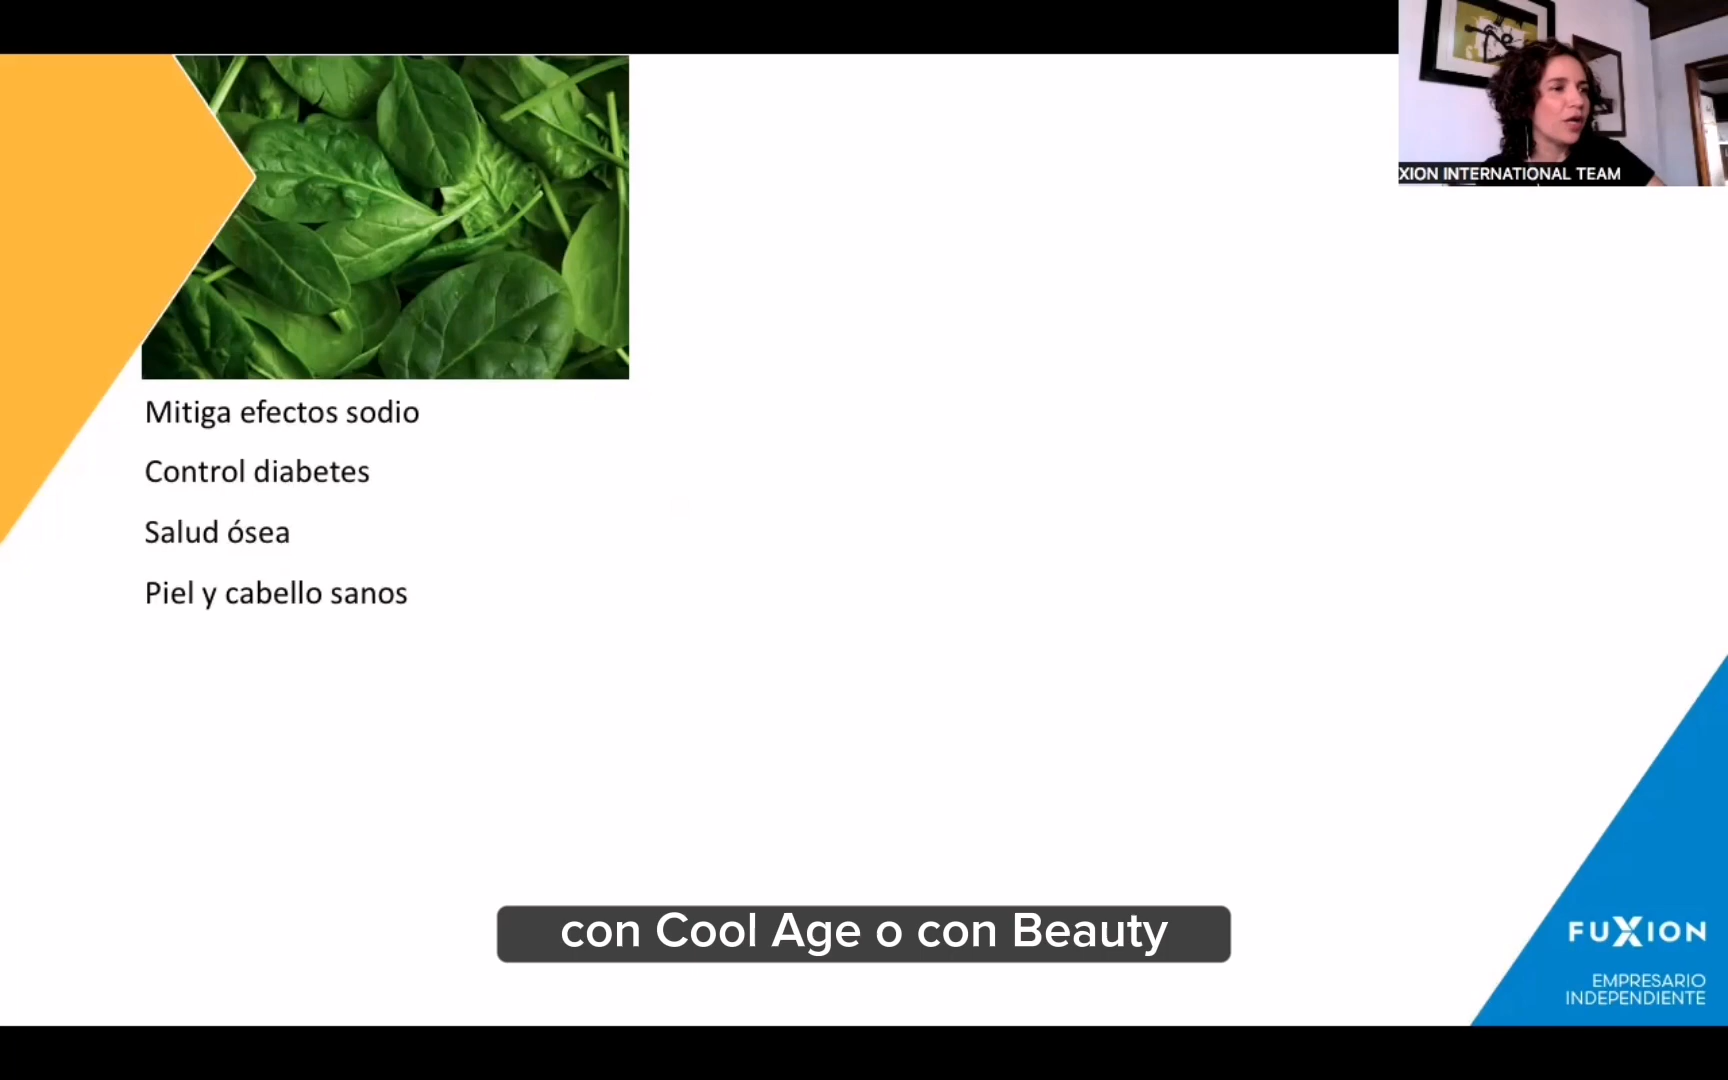 XION INTERNATIONAL TEAM
Mitiga efectos sodio
Control diabetes
Salud ósea
Piel y cabello sanos
con Cool Age o con Beauty
FUXION
EMPRESARIO
INDEPENDIENTE